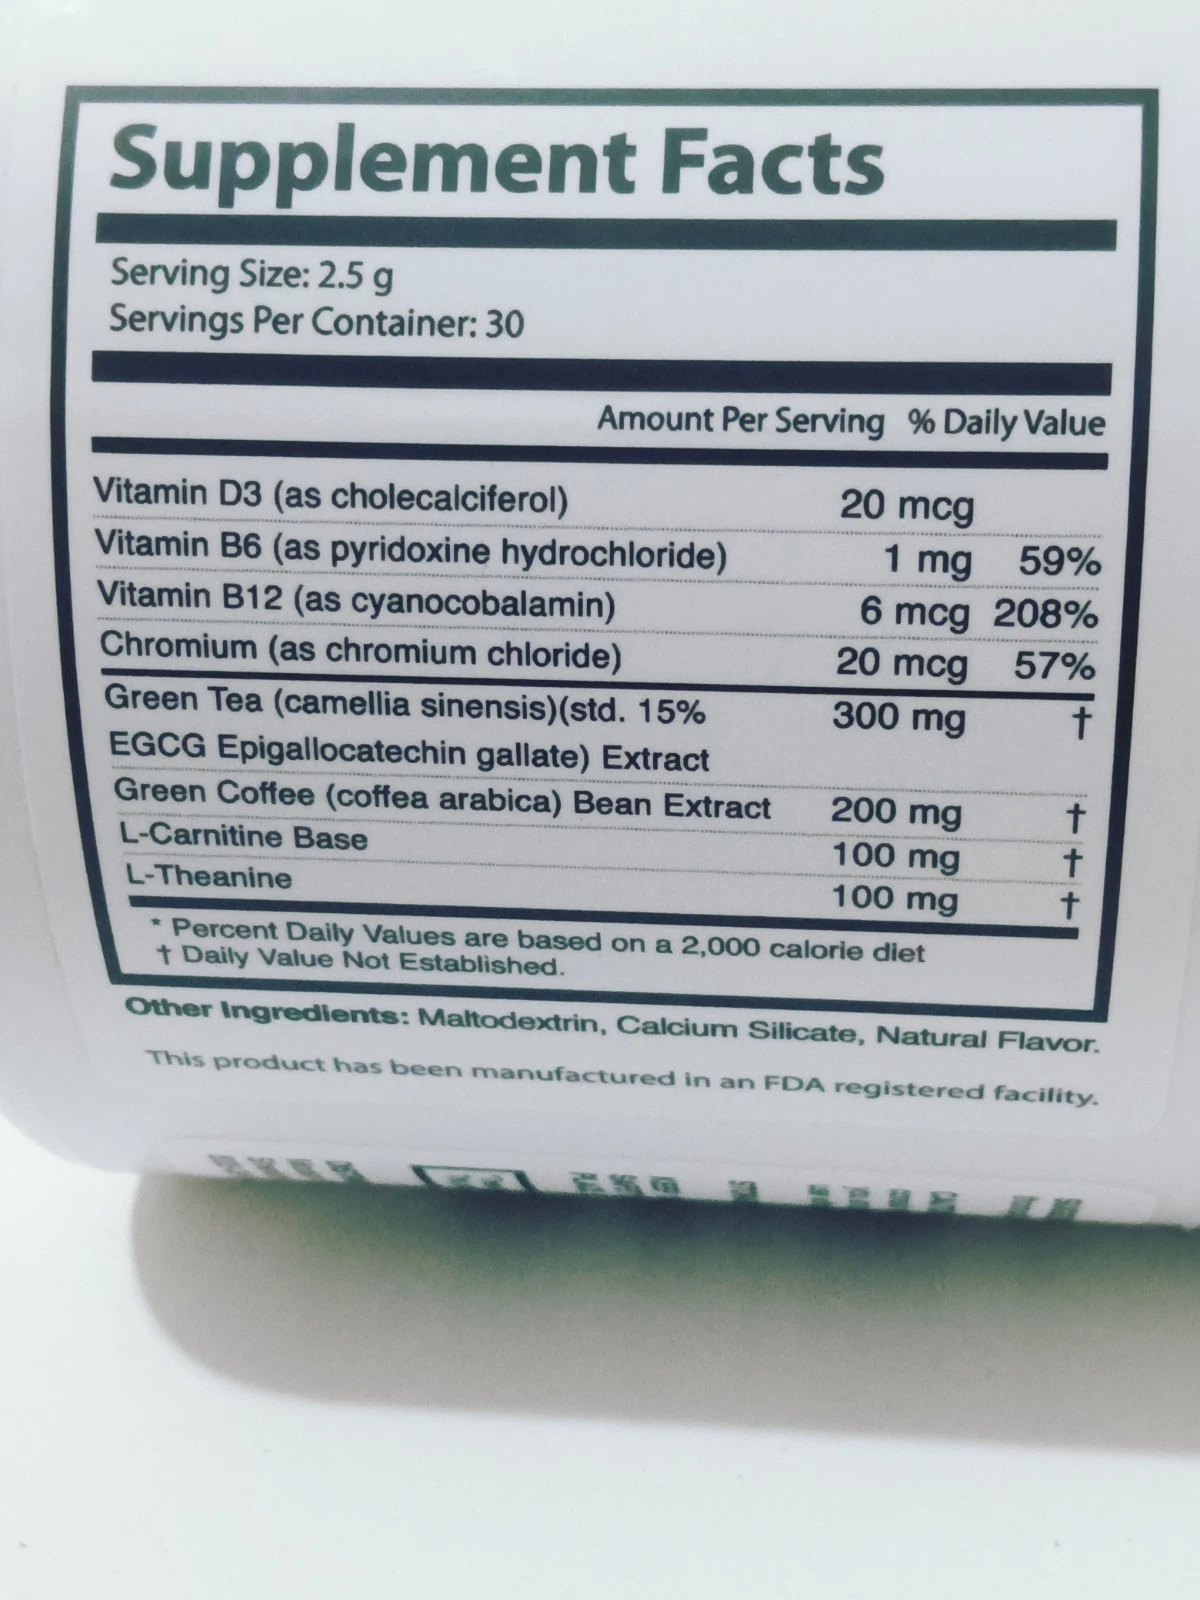 Supplement Facts
Serving Size: 2.5 g
Servings Per Container: 30
Amount Per Serving % Daily Value
Vitamin D3 (as cholecalciferol) 20 mcg
Vitamin B6 (as pyridoxine hydrochloride) 1 mg 59%
Vitamin B12 (as cyanocobalamin) 6 mcg 208%
Chromium (as chromium chloride) 20 mcg 57%
Green Tea (camellia sinensis)(std. 15% 300 mg †
EGCG Epigallocatechin gallate) Extract
Green Coffee (coffea arabica) Bean Extract 200 mg †
L-Carnitine Base 100 mg †
L-Theanine 100 mg †
* Percent Daily Values are based on a 2,000 calorie diet
† Daily Value Not Established.
Other Ingredients: Maltodextrin, Calcium Silicate, Natural Flavor.
This product has been manufactured in an FDA registered facility.